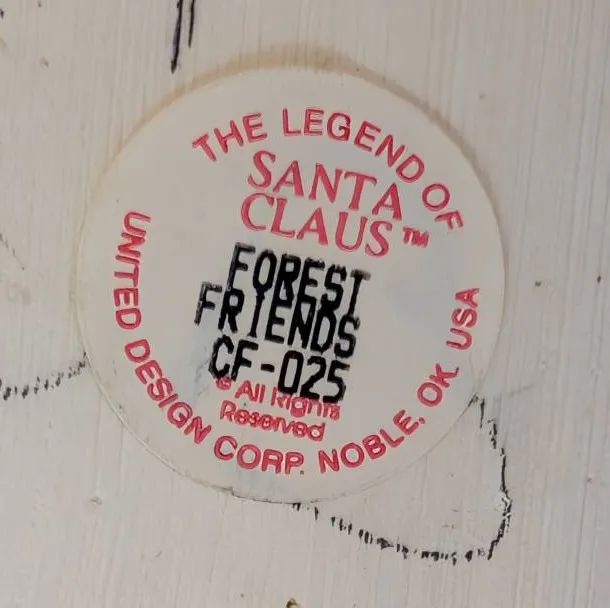 THE LEGEND OF
SANTA
CLAUS™
FOREST
FRIENDS
CF-025
© All Rights
Reserved
UNITED DESIGN CORP. NOBLE, OK USA